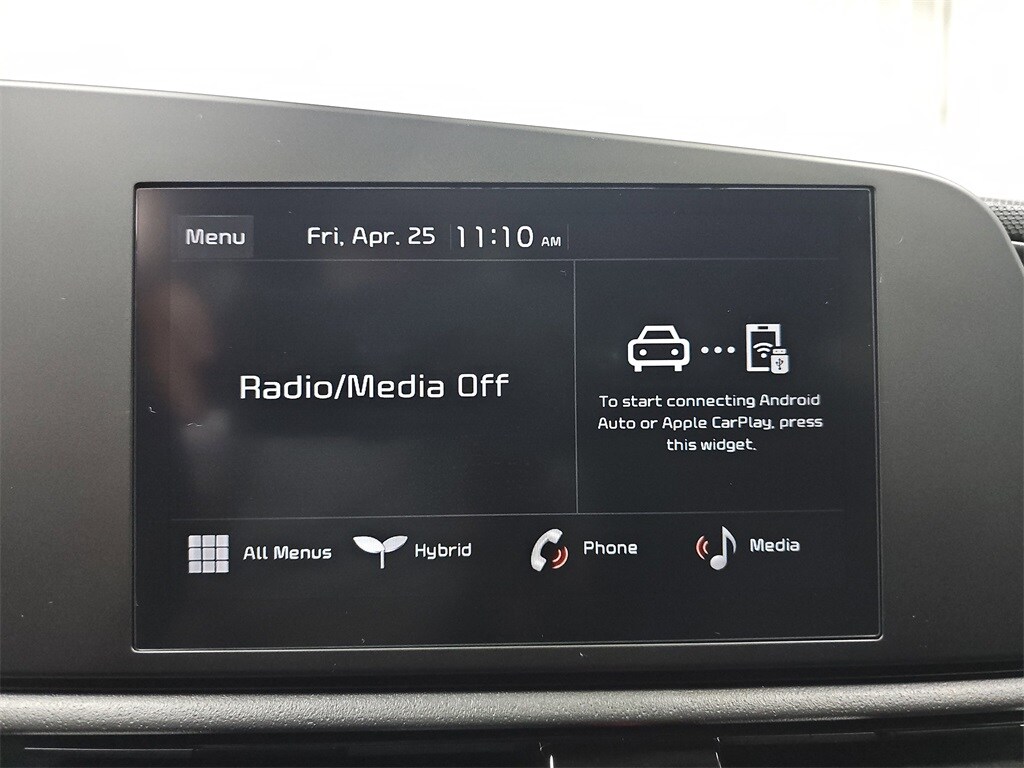 Menu
Fri, Apr. 25 11:10 AM
Radio/Media Off
To start connecting Android
Auto or Apple CarPlay, press
this widget.
All Menus
Hybrid
Phone
Media